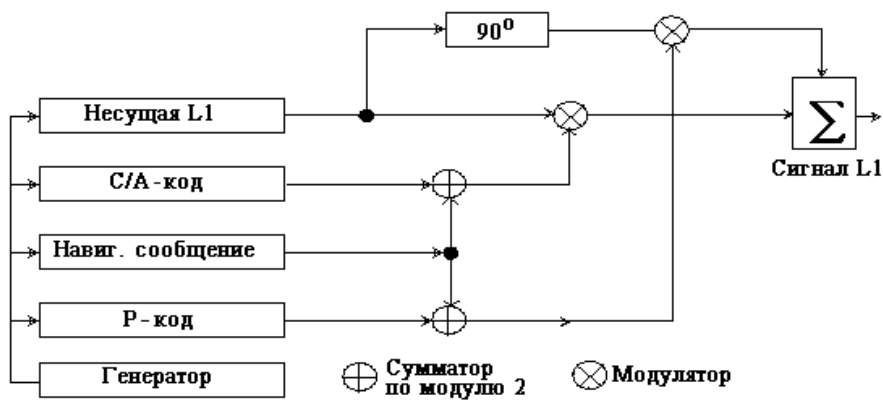 90⁰
Несущая L1
Σ
Сигнал L1
C/A-код
Навиг. сообщение
P-код
Генератор
Сумматор
по модулю 2
Модулятор